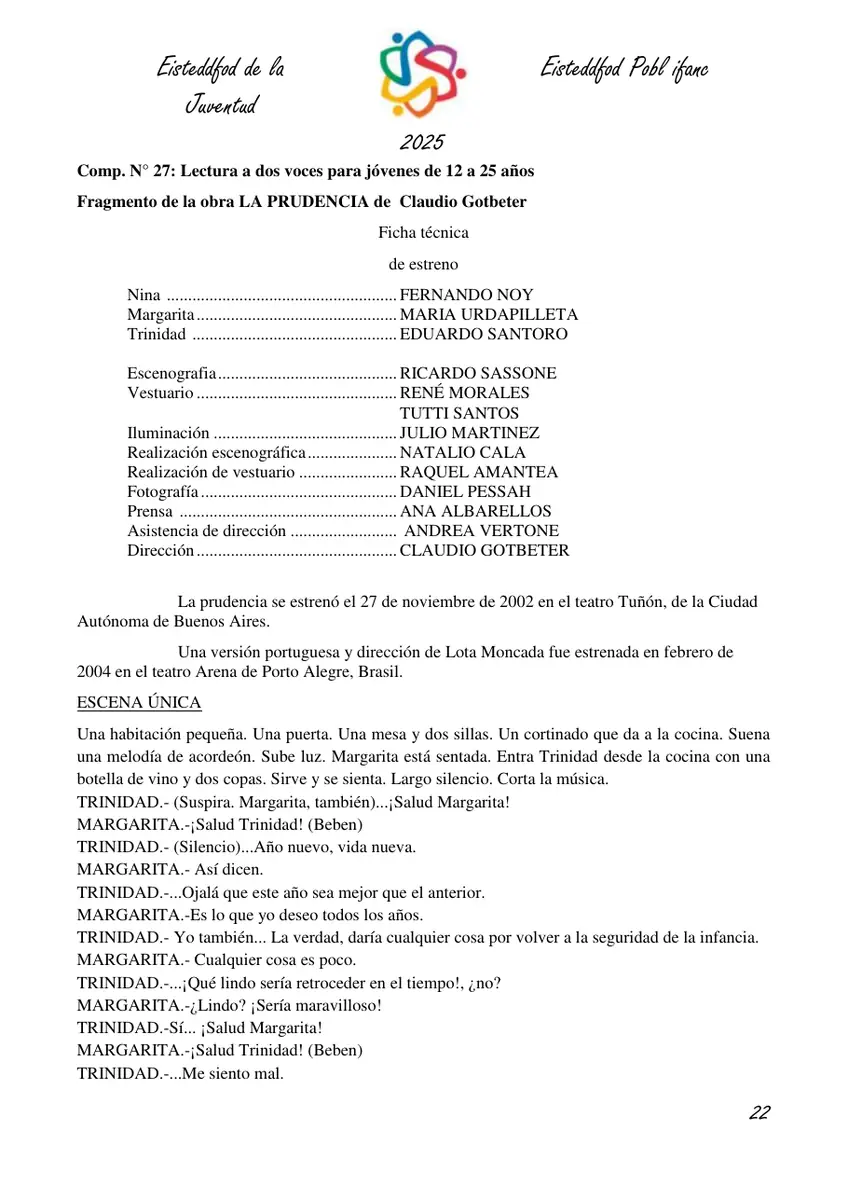 Eisteddfod de la
Juventud
Eisteddfod Pobl ifanc
2025
Comp. N° 27: Lectura a dos voces para jóvenes de 12 a 25 años
Fragmento de la obra LA PRUDENCIA de Claudio Gotbeter
Ficha técnica
de estreno
Nina ...................................................... FERNANDO NOY
Margarita ............................................... MARIA URDAPILLETA
Trinidad ................................................ EDUARDO SANTORO
Escenografia .......................................... RICARDO SASSONE
Vestuario ............................................... RENÉ MORALES
TUTTI SANTOS
Iluminación ........................................... JULIO MARTINEZ
Realización escenográfica ..................... NATALIO CALA
Realización de vestuario ....................... RAQUEL AMANTEA
Fotografía .............................................. DANIEL PESSAH
Prensa ................................................... ANA ALBARELLOS
Asistencia de dirección ......................... ANDREA VERTONE
Dirección ............................................... CLAUDIO GOTBETER
La prudencia se estrenó el 27 de noviembre de 2002 en el teatro Tuñón, de la Ciudad
Autónoma de Buenos Aires.
Una versión portuguesa y dirección de Lota Moncada fue estrenada en febrero de
2004 en el teatro Arena de Porto Alegre, Brasil.
ESCENA ÚNICA
Una habitación pequeña. Una puerta. Una mesa y dos sillas. Un cortinado que da a la cocina. Suena
una melodía de acordeón. Sube luz. Margarita está sentada. Entra Trinidad desde la cocina con una
botella de vino y dos copas. Sirve y se sienta. Largo silencio. Corta la música.
TRINIDAD.- (Suspira. Margarita, también)...¡Salud Margarita!
MARGARITA.-¡Salud Trinidad! (Beben)
TRINIDAD.- (Silencio)...Año nuevo, vida nueva.
MARGARITA.- Así dicen.
TRINIDAD.-...Ojalá que este año sea mejor que el anterior.
MARGARITA.-Es lo que yo deseo todos los años.
TRINIDAD.- Yo también... La verdad, daría cualquier cosa por volver a la seguridad de la infancia.
MARGARITA.- Cualquier cosa es poco.
TRINIDAD.-...¡Qué lindo sería retroceder en el tiempo!, ¿no?
MARGARITA.-¿Lindo? ¡Sería maravilloso!
TRINIDAD.-Sí... ¡Salud Margarita!
MARGARITA.-¡Salud Trinidad! (Beben)
TRINIDAD.-...Me siento mal.
22